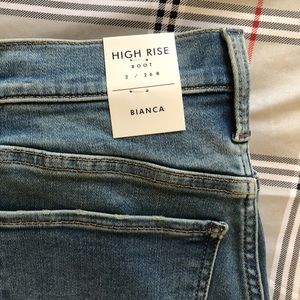 HIGH RISE
BOOT
2 / 26R
BIANCA